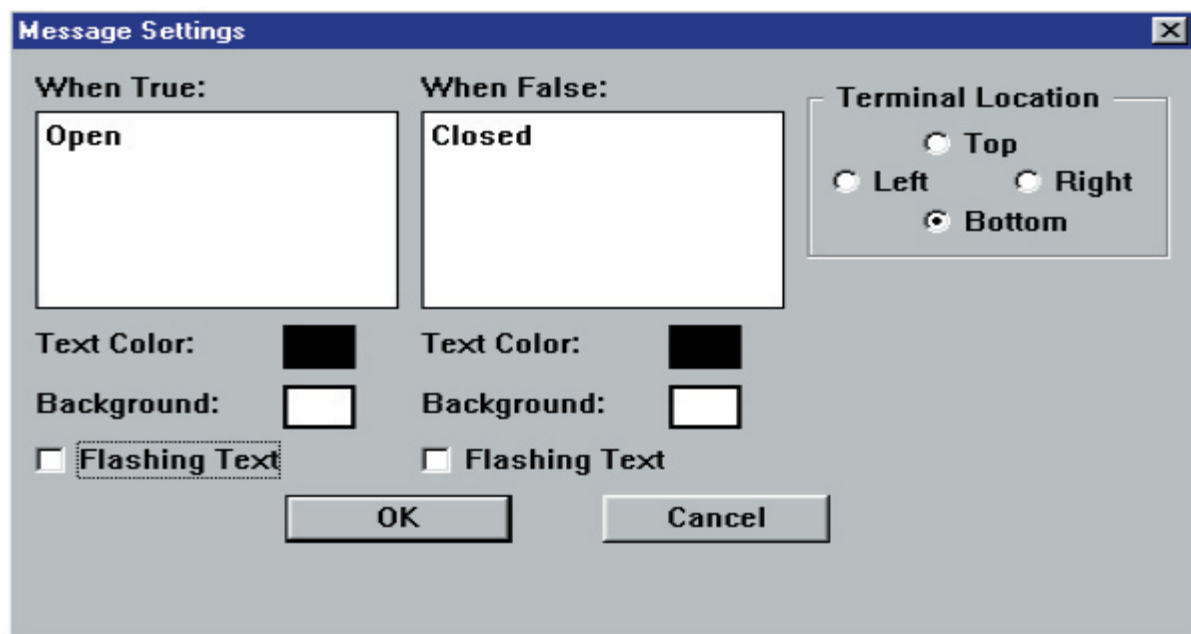 Message Settings
When True:
When False:
Terminal Location
Open
Closed
Top
Left
Right
Bottom
Text Color:
Text Color:
Background:
Background:
Flashing Text
Flashing Text
OK
Cancel